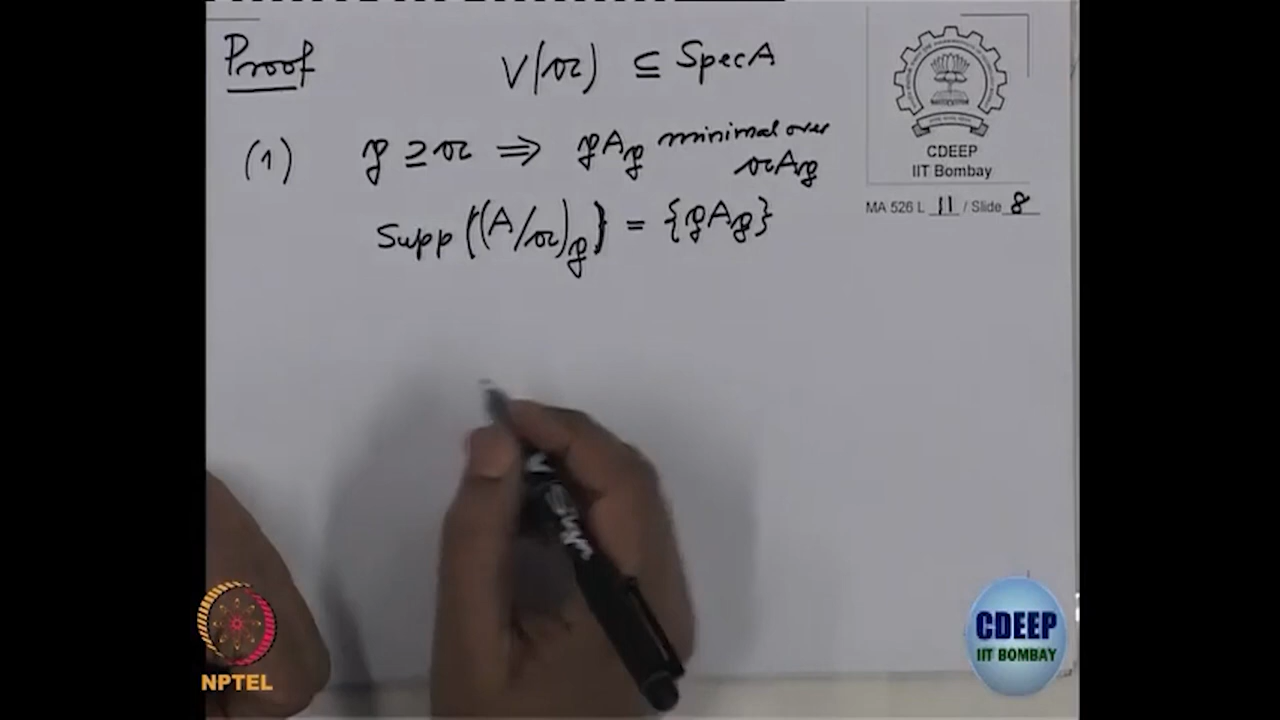 Proof V(𝔞) ⊆ Spec A
(1) 𝔭 ⊇ 𝔞 ⇒ 𝔭A𝔭 minimal over
𝔞A𝔭
Supp((A/𝔞)𝔭) = {𝔭A𝔭}
CDEEP
IIT Bombay
MA 526 L 11 / Slide 8
NPTEL
CDEEP
IIT BOMBAY